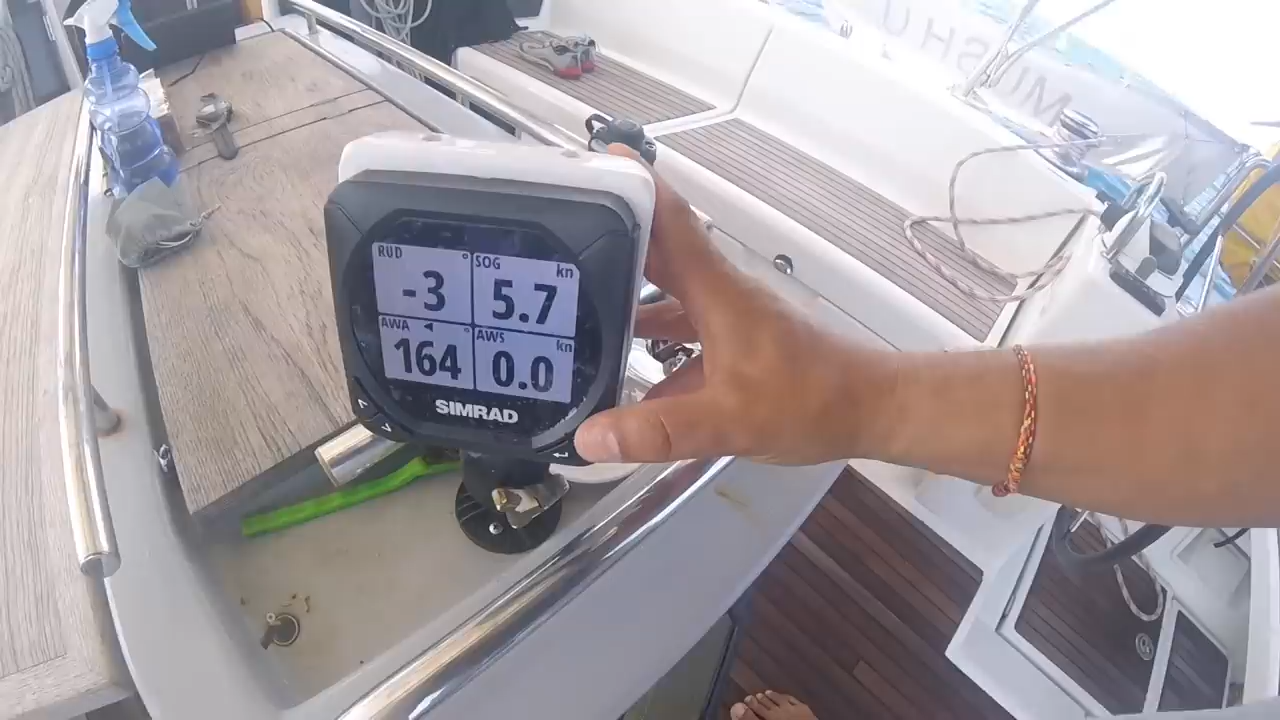 RUD ° SOG kn
-3 5.7
AWA ◄ ° AWS kn
164 0.0
SIMRAD